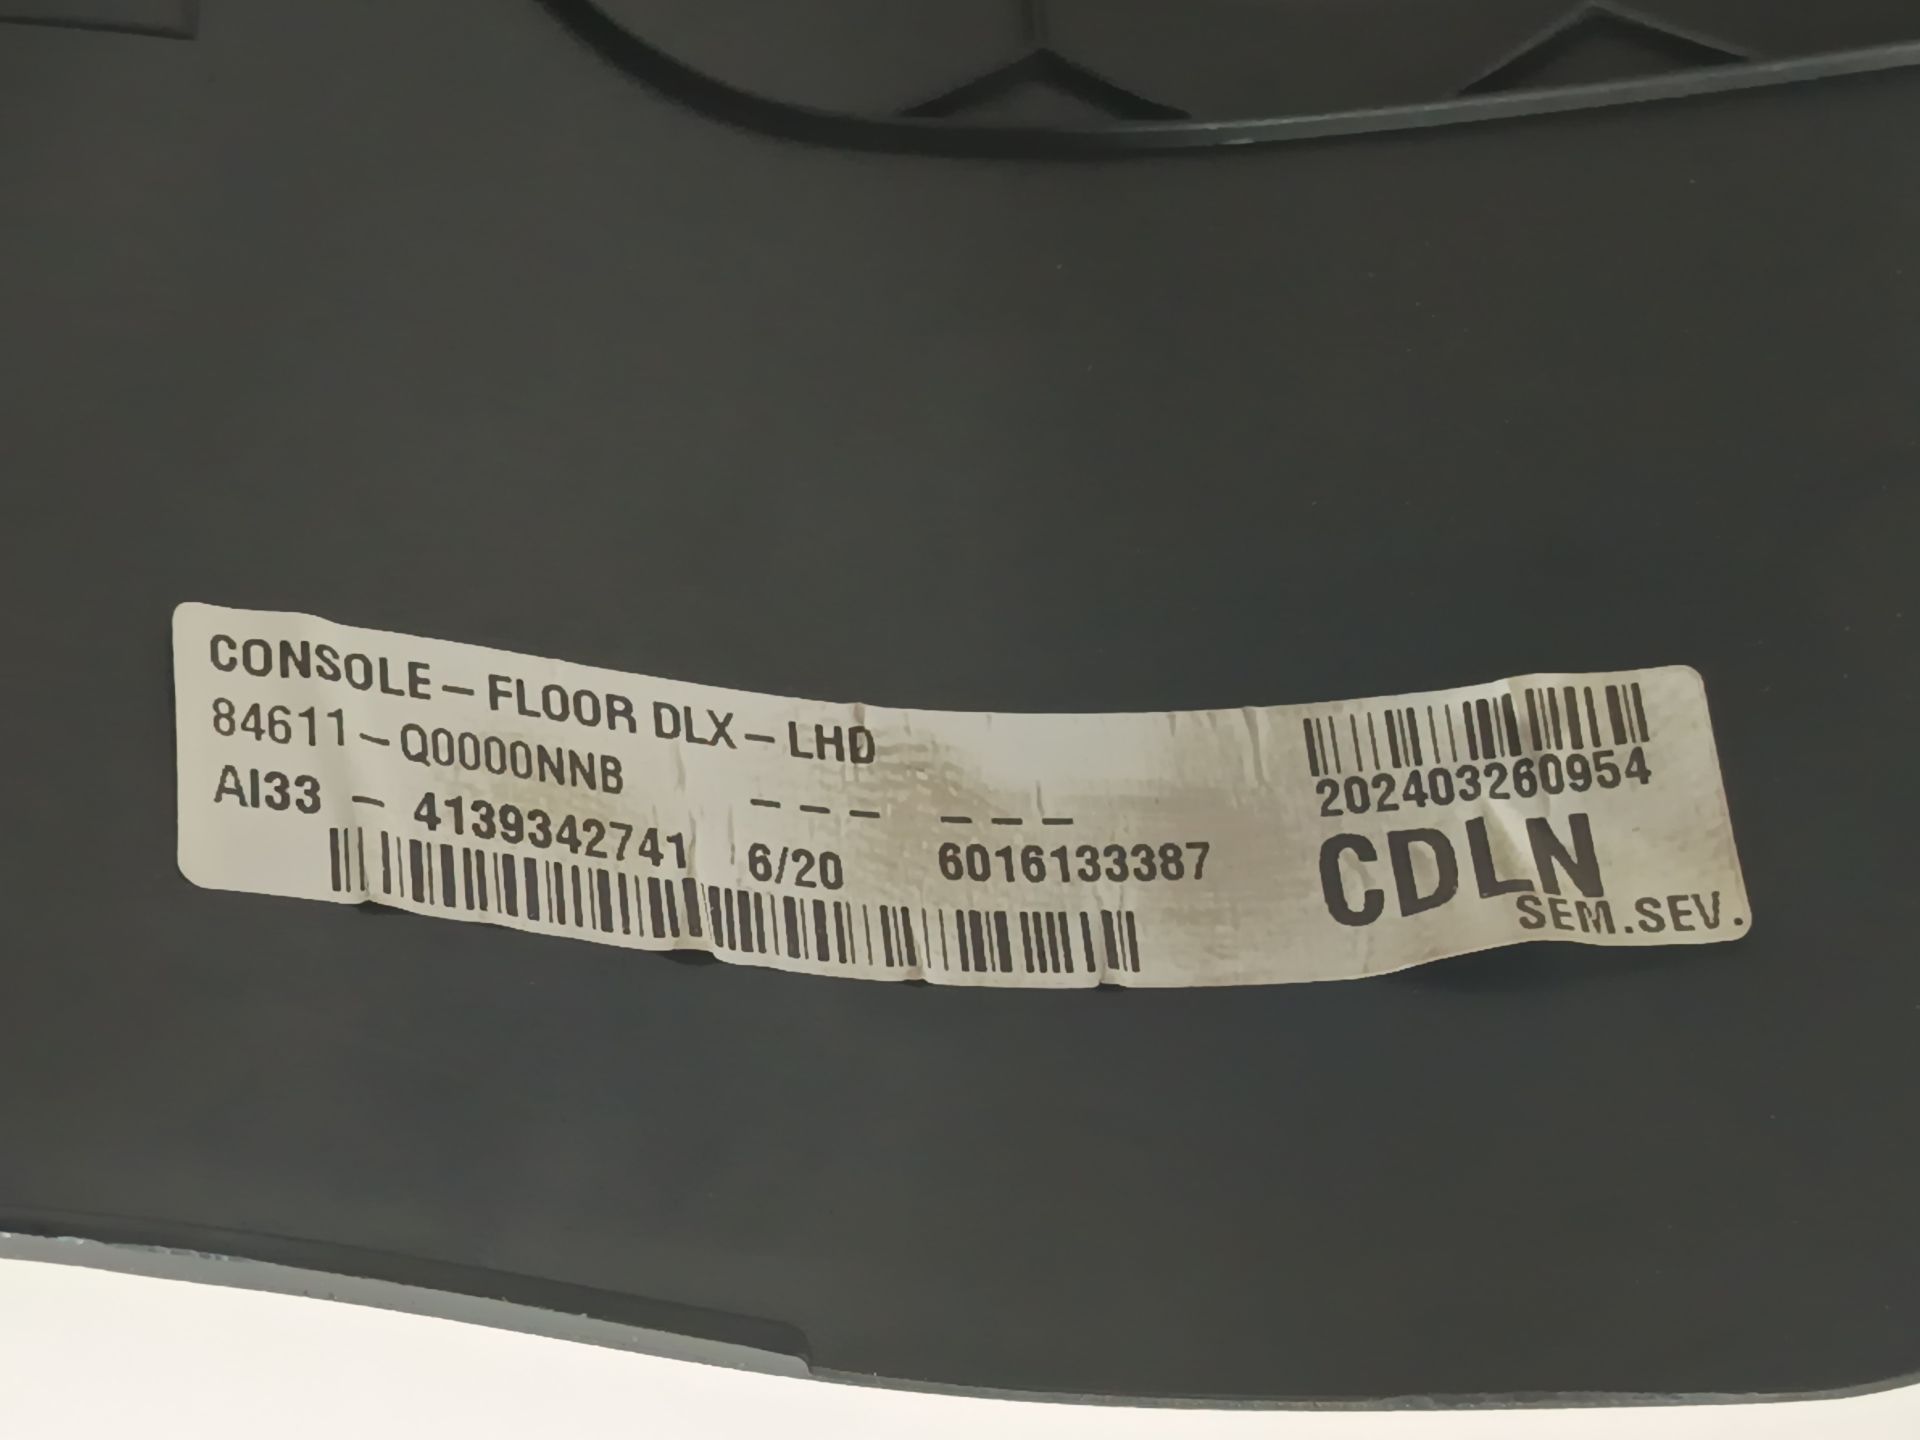 CONSOLE-FLOOR DLX-LHD
84611-Q0000NNB
AI33 - 4139342741
--- ---
6/20 6016133387
202403260954
CDLN
SEM.SEV.